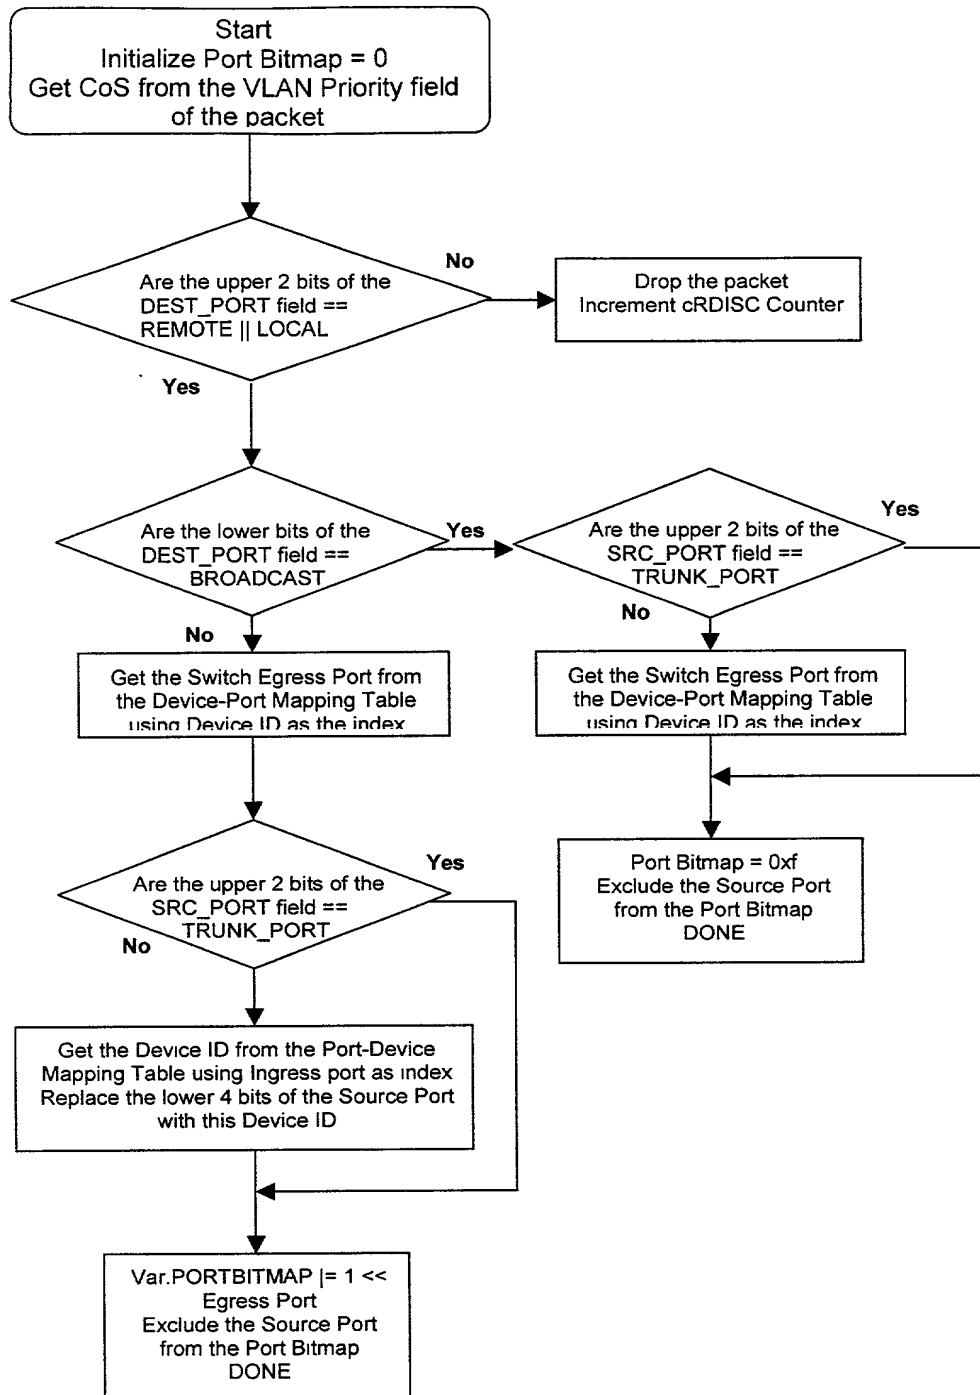 Start
Initialize Port Bitmap = 0
Get CoS from the VLAN Priority field
of the packet
No
Are the upper 2 bits of the
DEST_PORT field ==
REMOTE || LOCAL
Drop the packet
Increment cRDISC Counter
Yes
Are the lower bits of the
DEST_PORT field ==
BROADCAST
Yes
Are the upper 2 bits of the
SRC_PORT field ==
TRUNK_PORT
Yes
No
No
Get the Switch Egress Port from
the Device-Port Mapping Table
using Device ID as the index
Get the Switch Egress Port from
the Device-Port Mapping Table
using Device ID as the index
Yes
Are the upper 2 bits of the
SRC_PORT field ==
TRUNK_PORT
No
Port Bitmap = 0xf
Exclude the Source Port
from the Port Bitmap
DONE
Get the Device ID from the Port-Device
Mapping Table using Ingress port as index
Replace the lower 4 bits of the Source Port
with this Device ID
Var.PORTBITMAP |= 1 <<
Egress Port
Exclude the Source Port
from the Port Bitmap
DONE